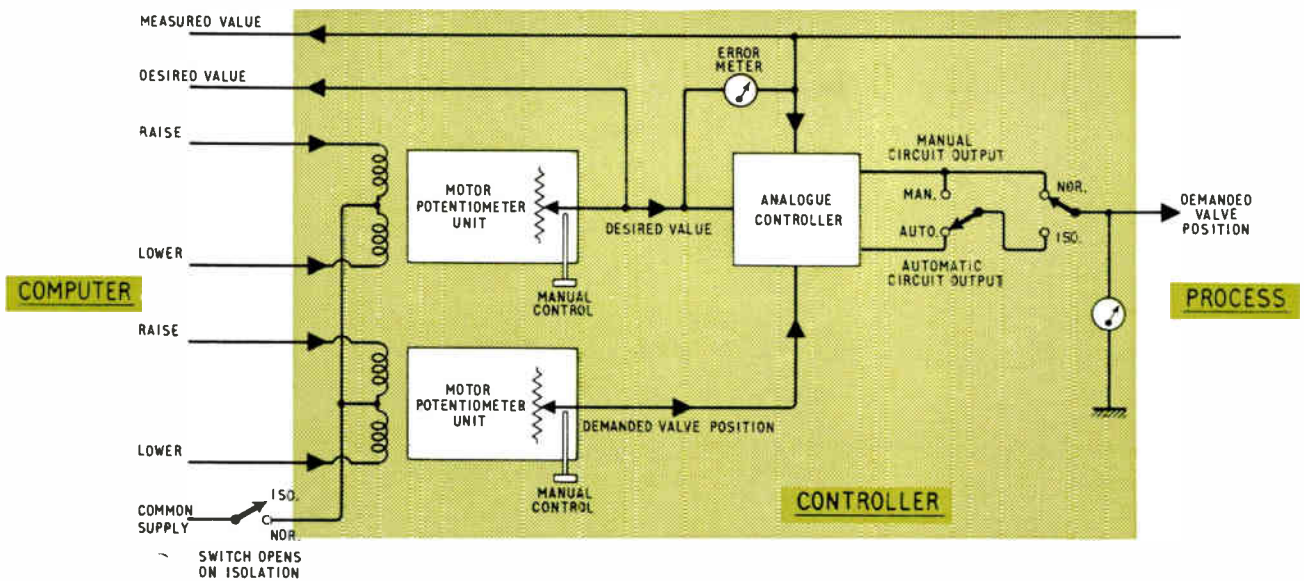 MEASURED VALUE
DESIRED VALUE
ERROR
METER
RAISE
MOTOR
POTENTIOMETER
UNIT
LOWER
MANUAL
CONTROL
DESIRED VALUE
ANALOGUE
CONTROLLER
MANUAL
CIRCUIT OUTPUT
MAN.
NOR.
AUTO.
ISO.
AUTOMATIC
CIRCUIT OUTPUT
DEMANDED
VALVE
POSITION
COMPUTER
PROCESS
RAISE
MOTOR
POTENTIOMETER
UNIT
LOWER
MANUAL
CONTROL
DEMANDED VALVE POSITION
CONTROLLER
COMMON
SUPPLY
ISO.
NOR.
SWITCH OPENS
ON ISOLATION